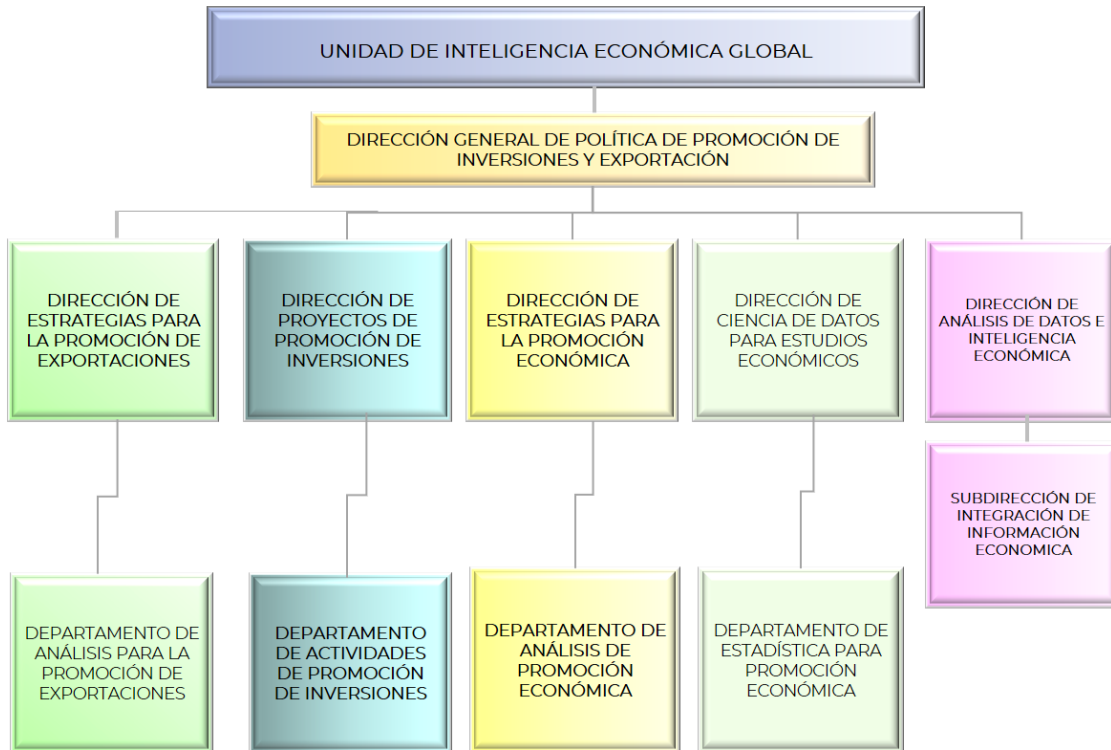 UNIDAD DE INTELIGENCIA ECONÓMICA GLOBAL
DIRECCIÓN GENERAL DE POLÍTICA DE PROMOCIÓN DE
INVERSIONES Y EXPORTACIÓN
DIRECCIÓN DE
ESTRATEGIAS PARA
LA PROMOCIÓN DE
EXPORTACIONES
DIRECCIÓN DE
PROYECTOS DE
PROMOCIÓN DE
INVERSIONES
DIRECCIÓN DE
ESTRATEGIAS PARA
LA PROMOCIÓN
ECONÓMICA
DIRECCIÓN DE
CIENCIA DE DATOS
PARA ESTUDIOS
ECONÓMICOS
DIRECCIÓN DE
ANÁLISIS DE DATOS E
INTELIGENCIA
ECONÓMICA
SUBDIRECCIÓN DE
INTEGRACIÓN DE
INFORMACIÓN
ECONOMICA
DEPARTAMENTO DE
ANÁLISIS PARA LA
PROMOCIÓN DE
EXPORTACIONES
DEPARTAMENTO
DE ACTIVIDADES
DE PROMOCIÓN
DE INVERSIONES
DEPARTAMENTO DE
ANÁLISIS DE
PROMOCIÓN
ECONÓMICA
DEPARTAMENTO DE
ESTADÍSTICA PARA
PROMOCIÓN
ECONÓMICA